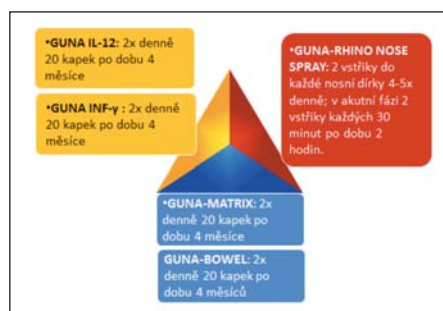 •GUNA IL-12: 2x denně
20 kapek po dobu 4
měsíce
•GUNA INF-γ : 2x denně
20 kapek po dobu 4
měsíce
•GUNA-RHINO NOSE
SPRAY: 2 vstřiky do
každé nosní dírky 4-5x
denně; v akutní fázi 2
vstřiky každých 30
minut po dobu 2
hodin.
•GUNA-MATRIX: 2x
denně 20 kapek po
dobu 4 měsíce
GUNA-BOWEL: 2x
denně 20 kapek po
dobu 4 měsíců